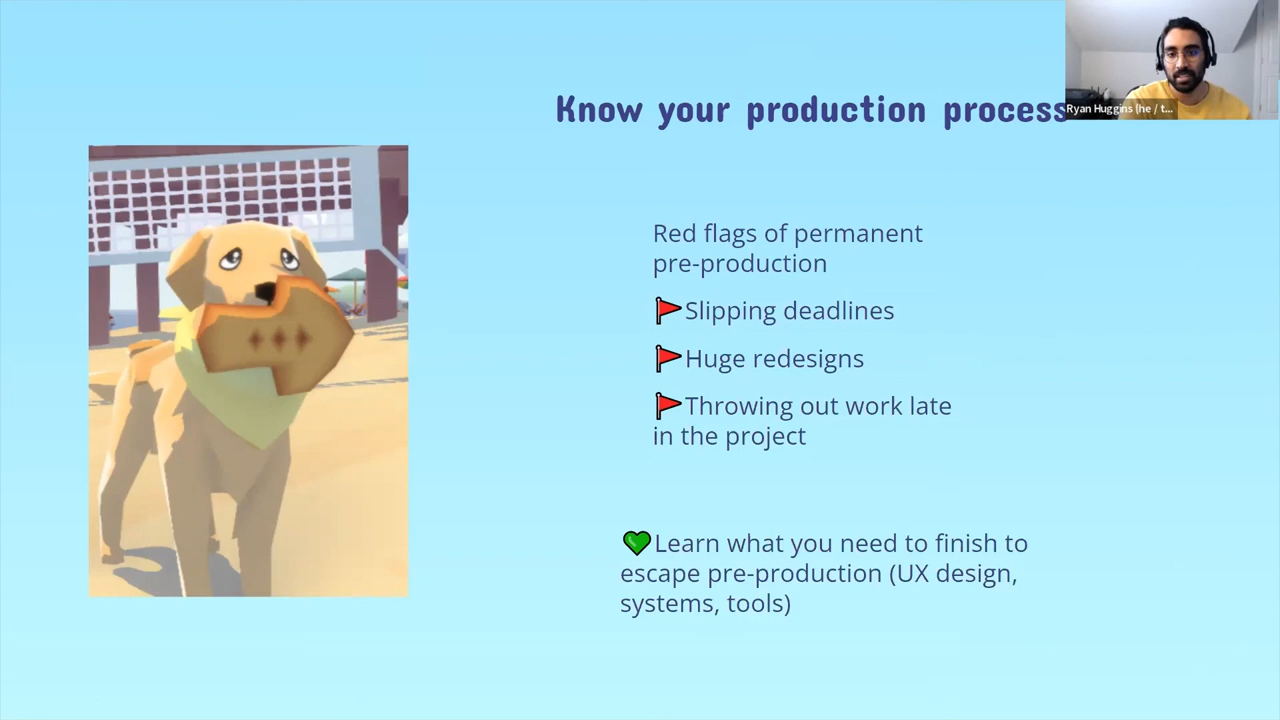 Know your production process
Ryan Huggins (he / t...
Red flags of permanent
pre-production
Slipping deadlines
Huge redesigns
Throwing out work late
in the project
Learn what you need to finish to
escape pre-production (UX design,
systems, tools)